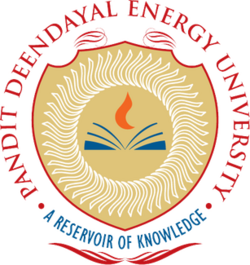 PANDIT DEENDAYAL ENERGY UNIVERSITY
• A RESERVOIR OF KNOWLEDGE •